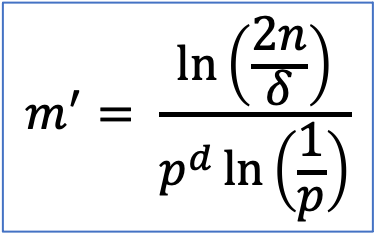 m′ = ln(2n/δ) / (p^d ln(1/p))